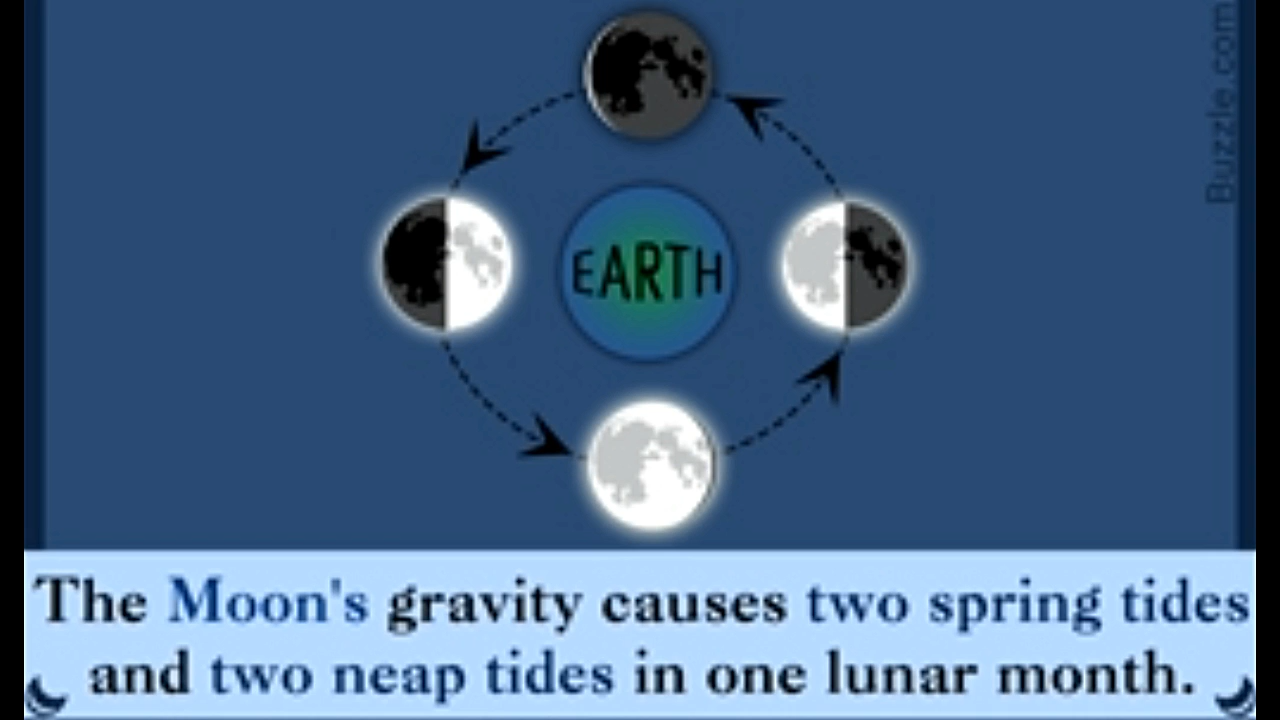 Buzzle.com
EARTH
The Moon's gravity causes two spring tides
and two neap tides in one lunar month.